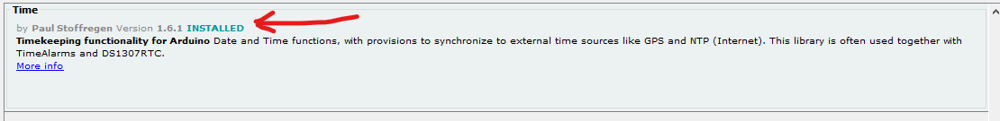 Time
by Paul Stoffregen Version 1.6.1 INSTALLED
Timekeeping functionality for Arduino Date and Time functions, with provisions to synchronize to external time sources like GPS and NTP (Internet). This library is often used together with
TimeAlarms and DS1307RTC.
More info